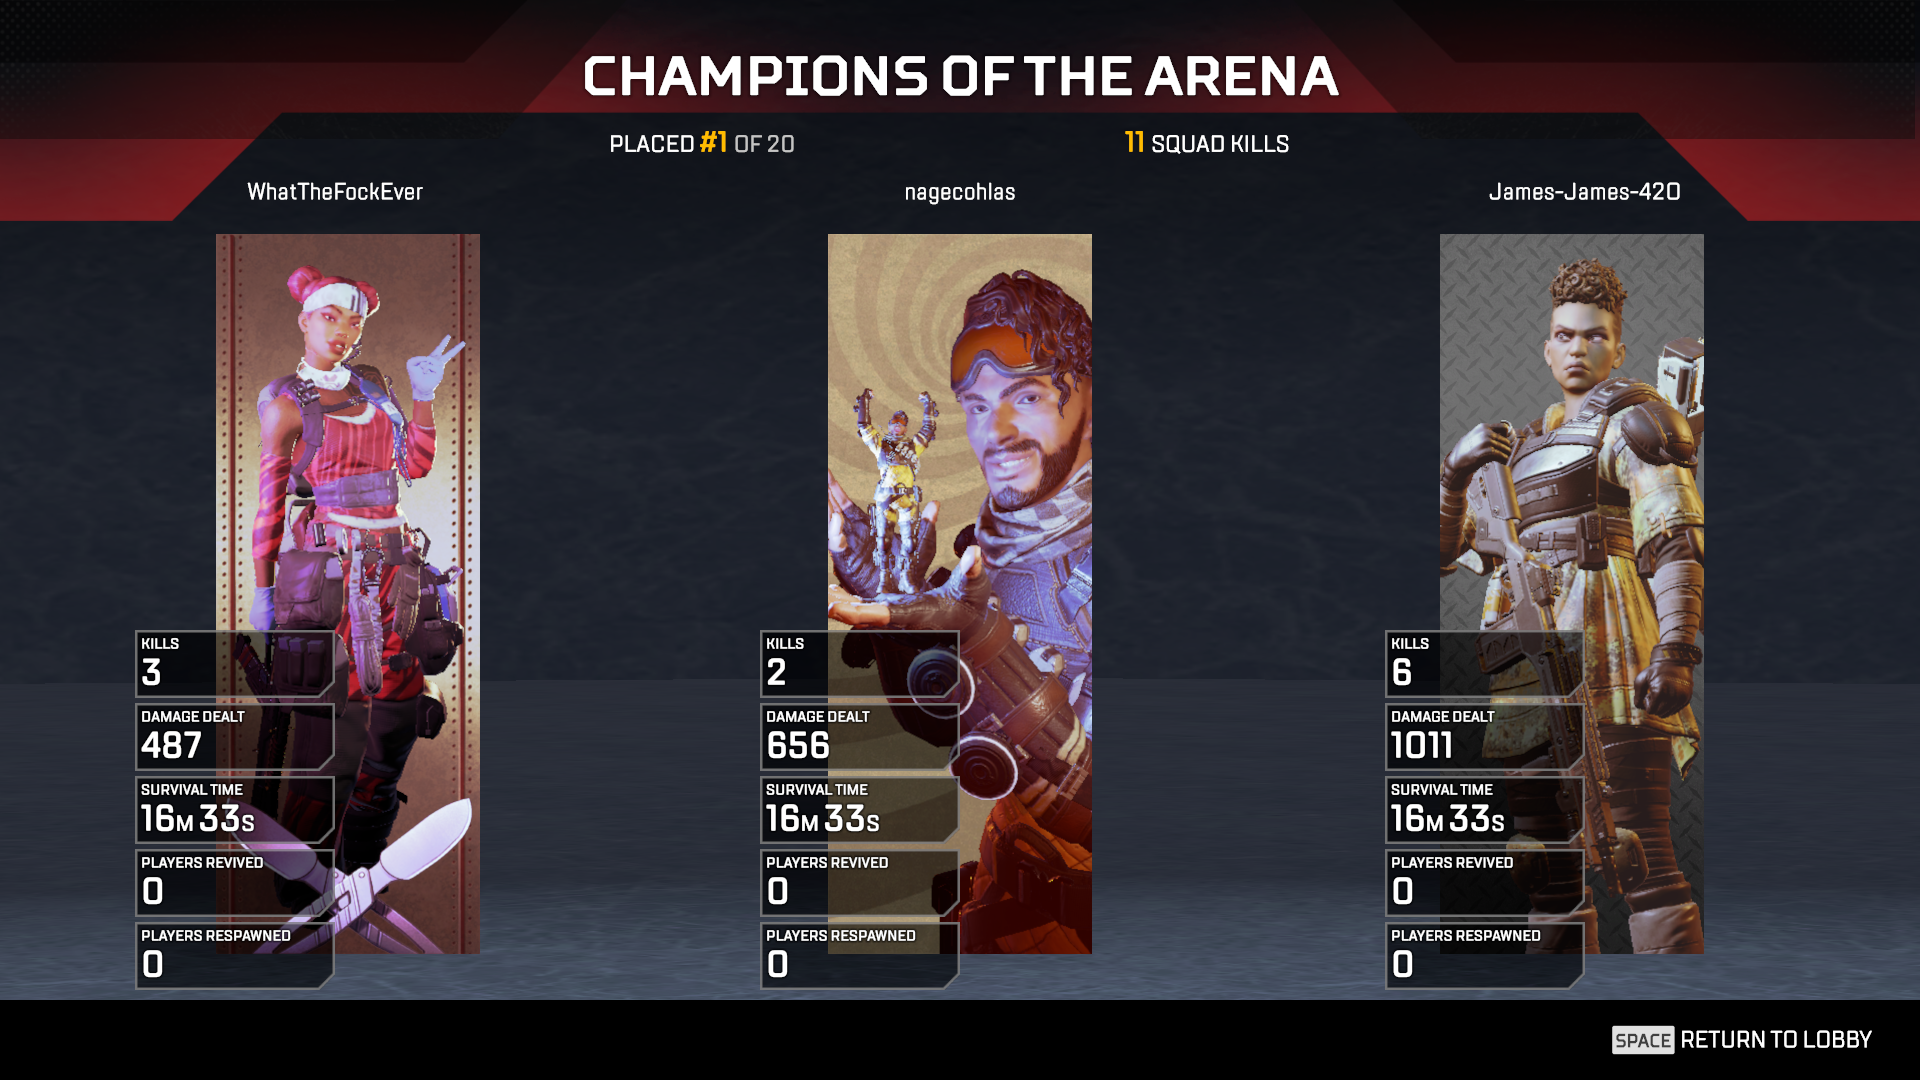 CHAMPIONS OF THE ARENA
PLACED #1 OF 20
11 SQUAD KILLS
WhatTheFockEver
nagecohlas
James-James-420
KILLS
3
DAMAGE DEALT
487
SURVIVAL TIME
16M 33S
PLAYERS REVIVED
0
PLAYERS RESPAWNED
0
KILLS
2
DAMAGE DEALT
656
SURVIVAL TIME
16M 33S
PLAYERS REVIVED
0
PLAYERS RESPAWNED
0
KILLS
6
DAMAGE DEALT
1011
SURVIVAL TIME
16M 33S
PLAYERS REVIVED
0
PLAYERS RESPAWNED
0
SPACE RETURN TO LOBBY